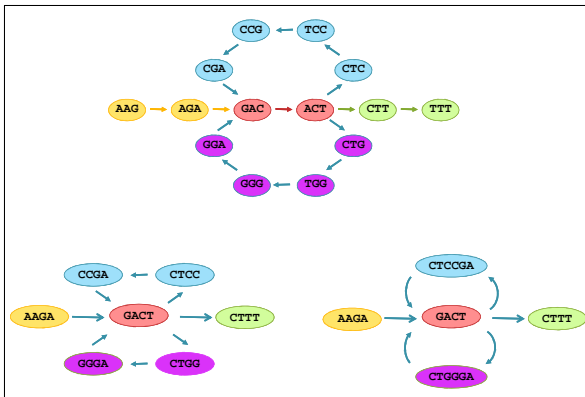 CCG TCC
CGA CTC
AAG AGA GAC ACT CTT TTT
GGA CTG
GGG TGG
CCGA CTCC
AAGA GACT CTTT
GGGA CTGG
CTCCGA
AAGA GACT CTTT
CTGGGA